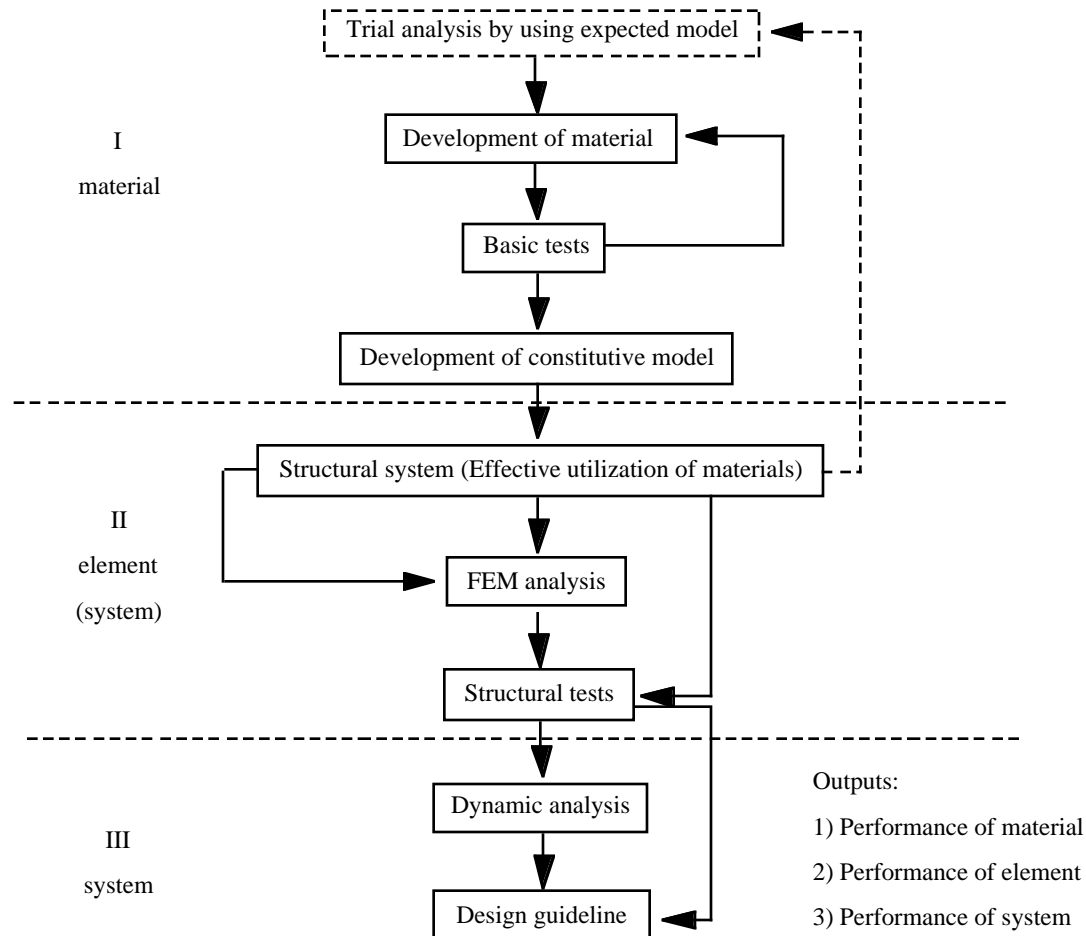 Trial analysis by using expected model
I
material
Development of material
Basic tests
Development of constitutive model
Structural system (Effective utilization of materials)
II
element
(system)
FEM analysis
Structural tests
III
system
Dynamic analysis
Design guideline
Outputs:
1) Performance of material
2) Performance of element
3) Performance of system